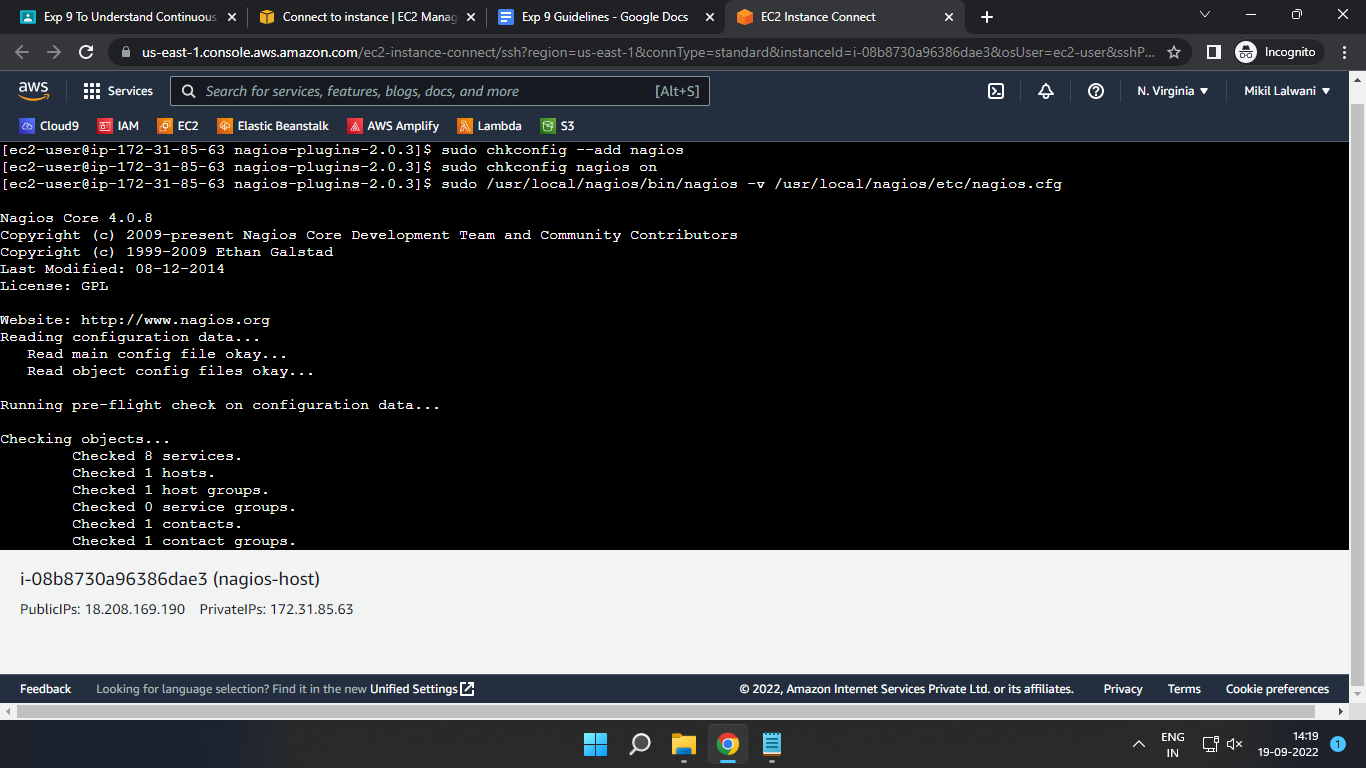 Exp 9 To Understand Continuous
Connect to instance | EC2 Manag
Exp 9 Guidelines - Google Docs
EC2 Instance Connect
us-east-1.console.aws.amazon.com/ec2-instance-connect/ssh?region=us-east-1&connType=standard&instanceId=i-08b8730a96386dae3&osUser=ec2-user&sshP...
Incognito
aws
Services
Search for services, features, blogs, docs, and more
[Alt+S]
N. Virginia
Mikil Lalwani
Cloud9
IAM
EC2
Elastic Beanstalk
AWS Amplify
Lambda
S3
[ec2-user@ip-172-31-85-63 nagios-plugins-2.0.3]$ sudo chkconfig --add nagios
[ec2-user@ip-172-31-85-63 nagios-plugins-2.0.3]$ sudo chkconfig nagios on
[ec2-user@ip-172-31-85-63 nagios-plugins-2.0.3]$ sudo /usr/local/nagios/bin/nagios -v /usr/local/nagios/etc/nagios.cfg
Nagios Core 4.0.8
Copyright (c) 2009-present Nagios Core Development Team and Community Contributors
Copyright (c) 1999-2009 Ethan Galstad
Last Modified: 08-12-2014
License: GPL
Website: http://www.nagios.org
Reading configuration data...
Read main config file okay...
Read object config files okay...
Running pre-flight check on configuration data...
Checking objects...
Checked 8 services.
Checked 1 hosts.
Checked 1 host groups.
Checked 0 service groups.
Checked 1 contacts.
Checked 1 contact groups.
i-08b8730a96386dae3 (nagios-host)
PublicIPs: 18.208.169.190 PrivateIPs: 172.31.85.63
Feedback
Looking for language selection? Find it in the new Unified Settings
© 2022, Amazon Internet Services Private Ltd. or its affiliates.
Privacy
Terms
Cookie preferences
ENG
IN
14:19
19-09-2022
1